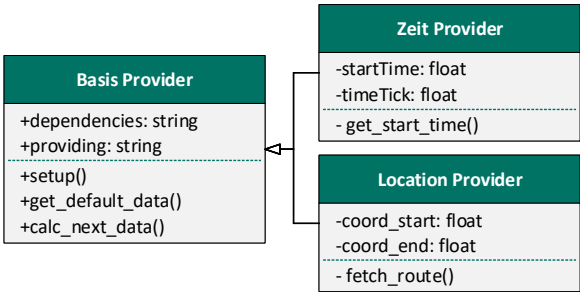 Basis Provider
+dependencies: string
+providing: string
+setup()
+get_default_data()
+calc_next_data()
Zeit Provider
-startTime: float
-timeTick: float
- get_start_time()
Location Provider
-coord_start: float
-coord_end: float
- fetch_route()